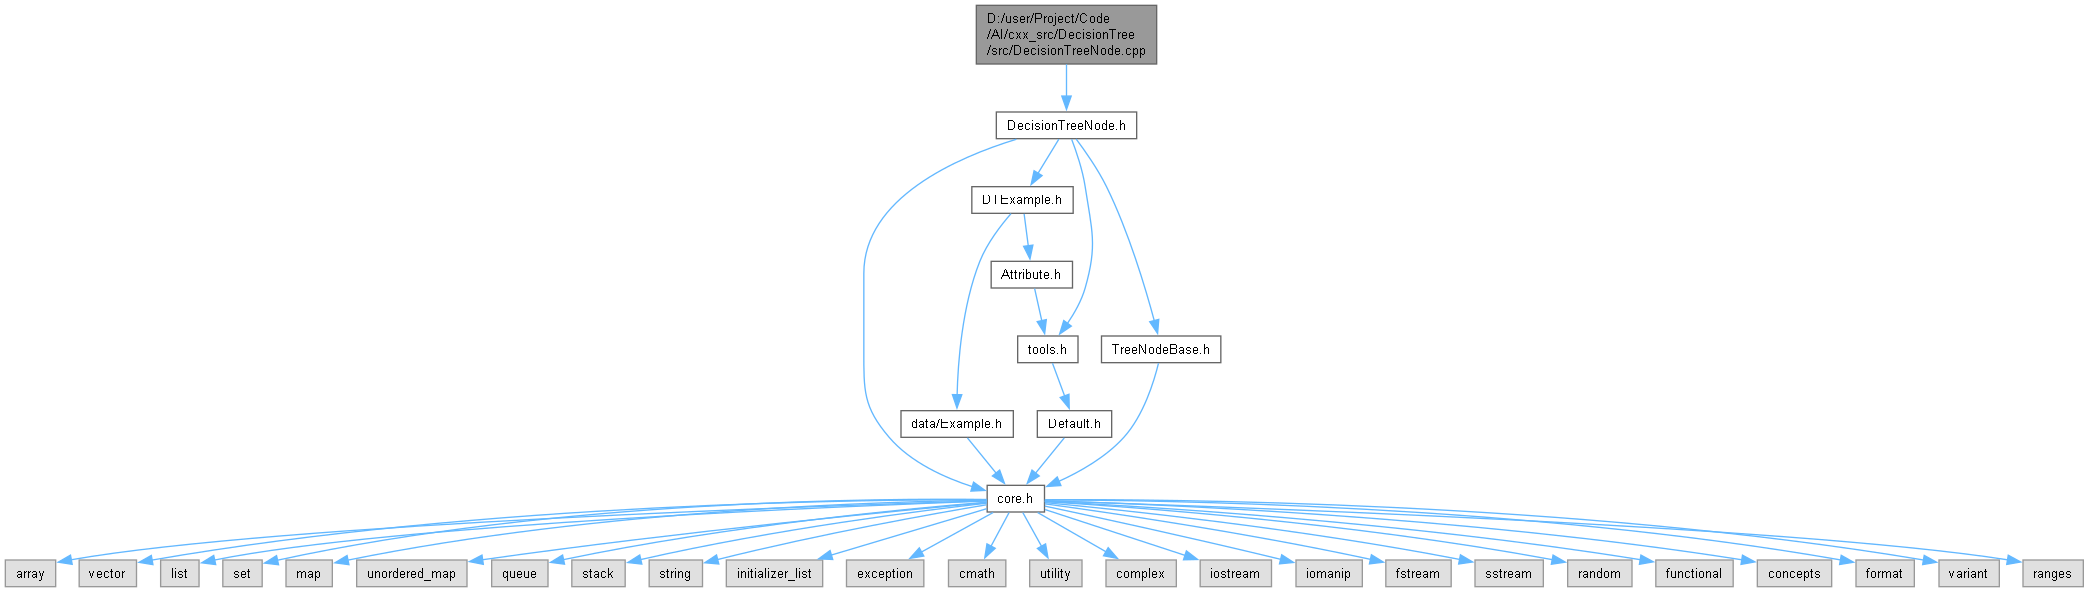 D:/user/Project/Code
/AI/cxx_src/DecisionTree
/src/DecisionTreeNode.cpp
DecisionTreeNode.h
DTExample.h
Attribute.h
tools.h
TreeNodeBase.h
data/Example.h
Default.h
core.h
array
vector
list
set
map
unordered_map
queue
stack
string
initializer_list
exception
cmath
utility
complex
iostream
iomanip
fstream
sstream
random
functional
concepts
format
variant
ranges